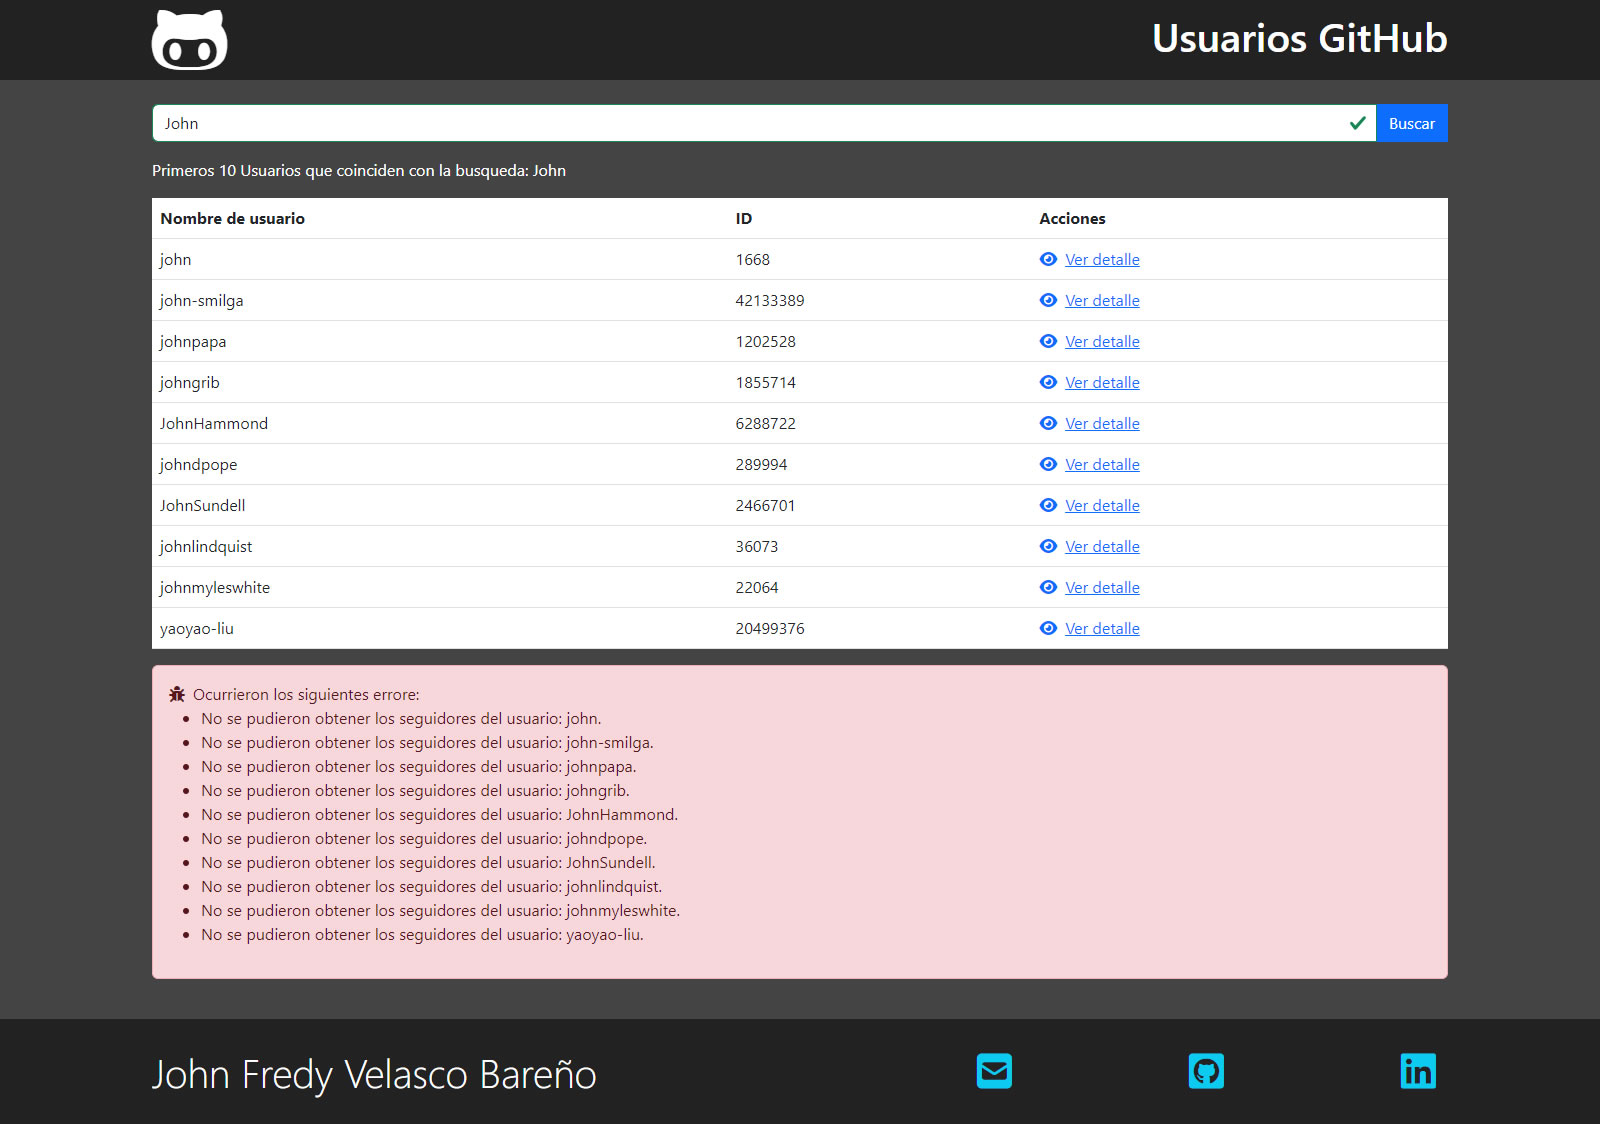 Usuarios GitHub
John
Buscar
Primeros 10 Usuarios que coinciden con la busqueda: John
Nombre de usuario ID Acciones
john 1668 Ver detalle
john-smilga 42133389 Ver detalle
johnpapa 1202528 Ver detalle
johngrib 1855714 Ver detalle
JohnHammond 6288722 Ver detalle
johndpope 289994 Ver detalle
JohnSundell 2466701 Ver detalle
johnlindquist 36073 Ver detalle
johnmyleswhite 22064 Ver detalle
yaoyao-liu 20499376 Ver detalle
Ocurrieron los siguientes errore:
No se pudieron obtener los seguidores del usuario: john.
No se pudieron obtener los seguidores del usuario: john-smilga.
No se pudieron obtener los seguidores del usuario: johnpapa.
No se pudieron obtener los seguidores del usuario: johngrib.
No se pudieron obtener los seguidores del usuario: JohnHammond.
No se pudieron obtener los seguidores del usuario: johndpope.
No se pudieron obtener los seguidores del usuario: JohnSundell.
No se pudieron obtener los seguidores del usuario: johnlindquist.
No se pudieron obtener los seguidores del usuario: johnmyleswhite.
No se pudieron obtener los seguidores del usuario: yaoyao-liu.
John Fredy Velasco Bareño
in